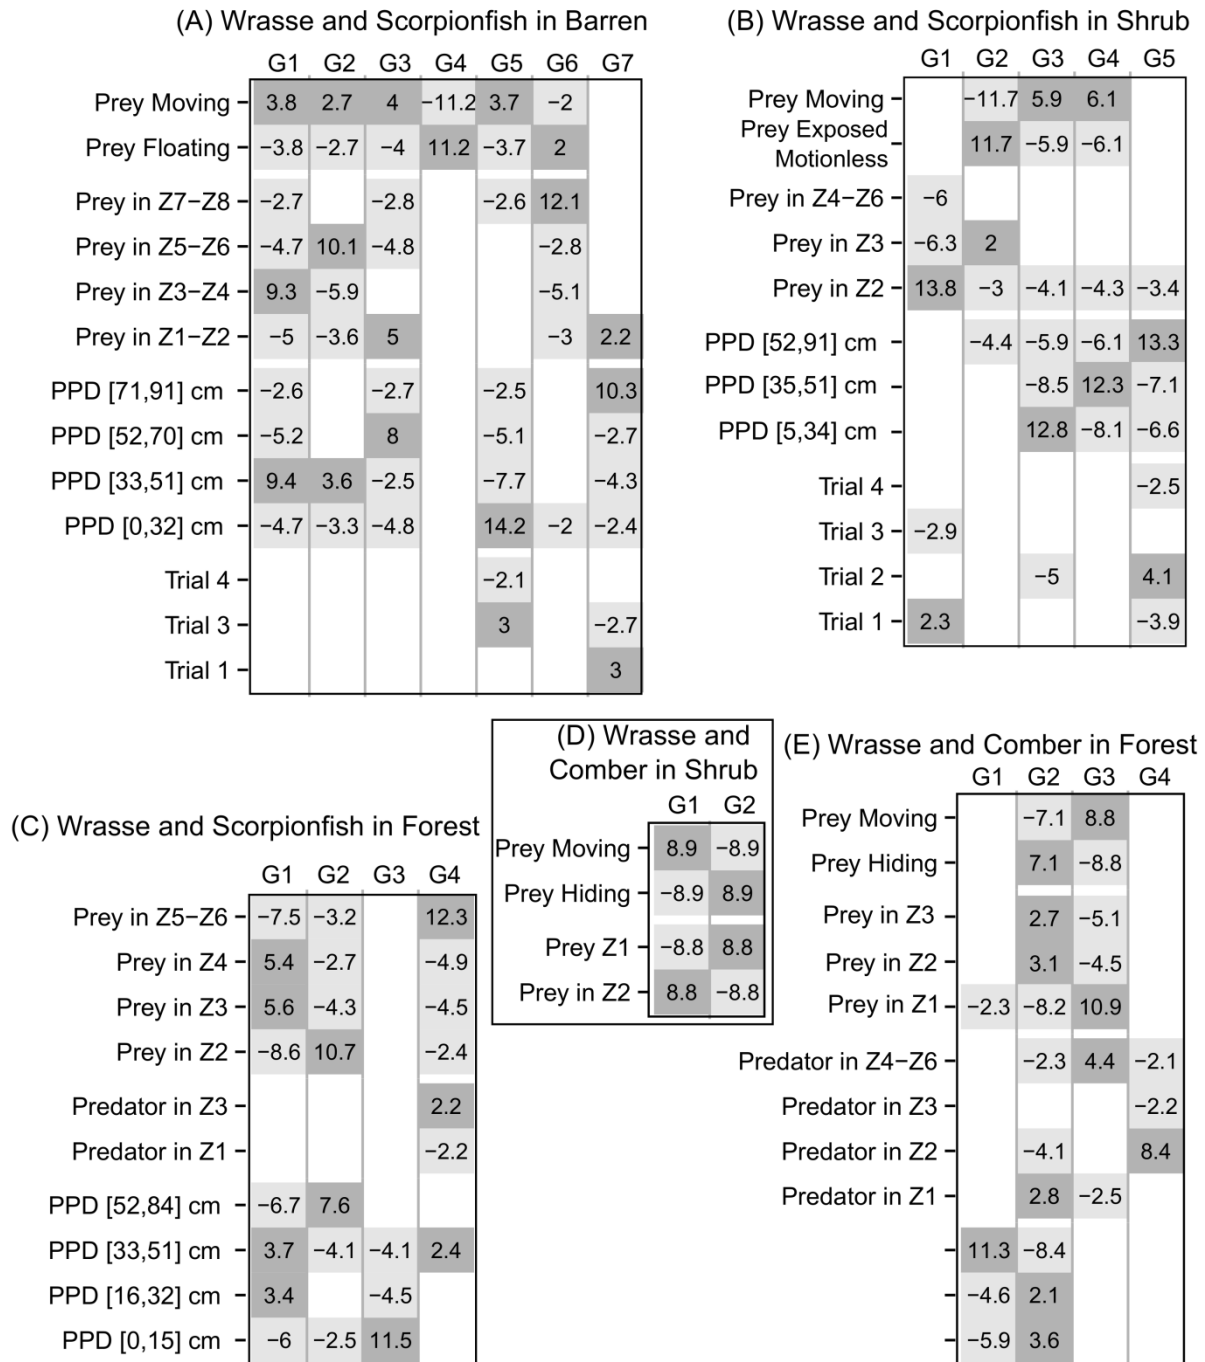 (A) Wrasse and Scorpionfish in Barren
G1 G2 G3 G4 G5 G6 G7
Prey Moving 3.8 2.7 4 −11.2 3.7 −2
Prey Floating −3.8 −2.7 −4 11.2 −3.7 2
Prey in Z7−Z8 −2.7 −2.8 −2.6 12.1
Prey in Z5−Z6 −4.7 10.1 −4.8 −2.8
Prey in Z3−Z4 9.3 −5.9 −5.1
Prey in Z1−Z2 −5 −3.6 5 −3 2.2
PPD [71,91] cm −2.6 −2.7 −2.5 10.3
PPD [52,70] cm −5.2 8 −5.1 −2.7
PPD [33,51] cm 9.4 3.6 −2.5 −7.7 −4.3
PPD [0,32] cm −4.7 −3.3 −4.8 14.2 −2 −2.4
Trial 4 −2.1
Trial 3 3 −2.7
Trial 1 3
(B) Wrasse and Scorpionfish in Shrub
G1 G2 G3 G4 G5
Prey Moving −11.7 5.9 6.1
Prey Exposed
Motionless 11.7 −5.9 −6.1
Prey in Z4−Z6 −6
Prey in Z3 −6.3 2
Prey in Z2 13.8 −3 −4.1 −4.3 −3.4
PPD [52,91] cm −4.4 −5.9 −6.1 13.3
PPD [35,51] cm −8.5 12.3 −7.1
PPD [5,34] cm 12.8 −8.1 −6.6
Trial 4 −2.5
Trial 3 −2.9
Trial 2 −5 4.1
Trial 1 2.3 −3.9
(C) Wrasse and Scorpionfish in Forest
G1 G2 G3 G4
Prey in Z5−Z6 −7.5 −3.2 12.3
Prey in Z4 5.4 −2.7 −4.9
Prey in Z3 5.6 −4.3 −4.5
Prey in Z2 −8.6 10.7 −2.4
Predator in Z3 2.2
Predator in Z1 −2.2
PPD [52,84] cm −6.7 7.6
PPD [33,51] cm 3.7 −4.1 −4.1 2.4
PPD [16,32] cm 3.4 −4.5
PPD [0,15] cm −6 −2.5 11.5
(D) Wrasse and
Comber in Shrub
G1 G2
Prey Moving 8.9 −8.9
Prey Hiding −8.9 8.9
Prey Z1 −8.8 8.8
Prey in Z2 8.8 −8.8
(E) Wrasse and Comber in Forest
G1 G2 G3 G4
Prey Moving −7.1 8.8
Prey Hiding 7.1 −8.8
Prey in Z3 2.7 −5.1
Prey in Z2 3.1 −4.5
Prey in Z1 −2.3 −8.2 10.9
Predator in Z4−Z6 −2.3 4.4 −2.1
Predator in Z3 −2.2
Predator in Z2 −4.1 8.4
Predator in Z1 2.8 −2.5
11.3 −8.4
−4.6 2.1
−5.9 3.6